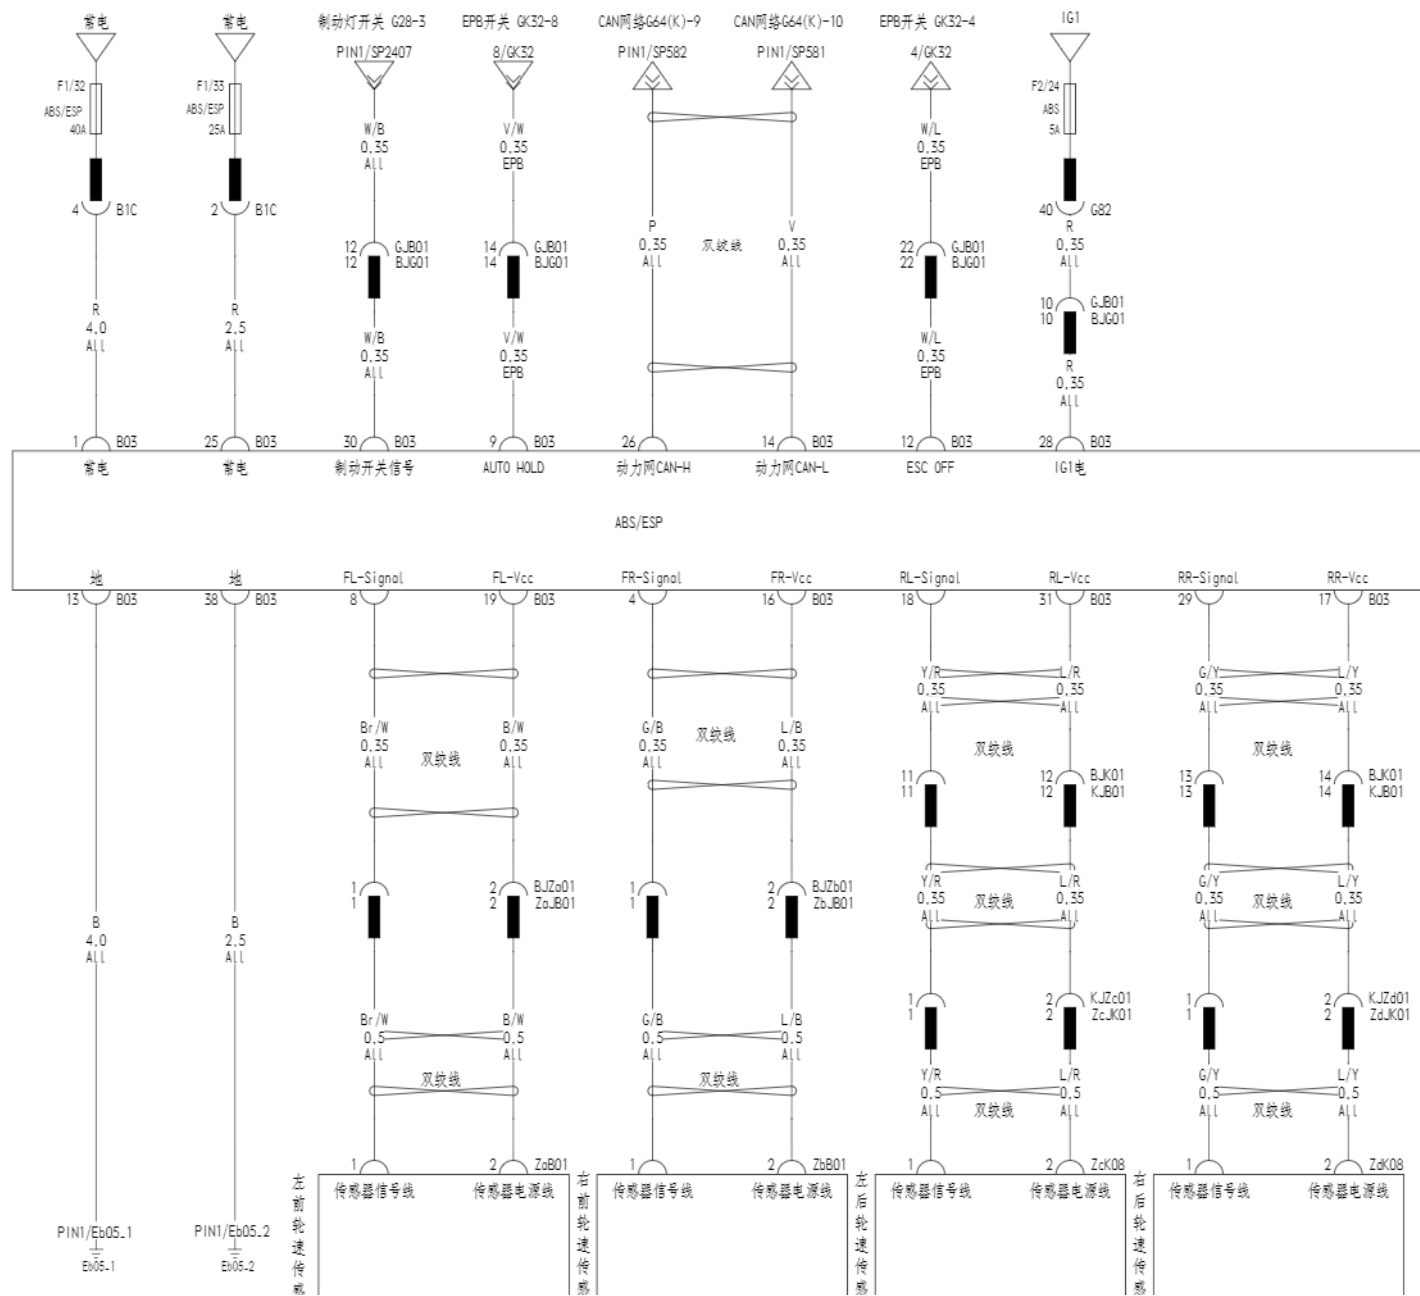 常电 常电 制动灯开关 G28-3 EPB开关 GK32-8 CAN网络G64(K)-9 CAN网络G64(K)-10 EPB开关 GK32-4 IG1
PIN1/SP2407 8/GK32 PIN1/SP582 PIN1/SP581 4/GK32
F1/32 F1/33 F2/24
ABS/ESP ABS/ESP ABS
40A 25A 5A
W/B V/W W/L
0.35 0.35 0.35
All EPB EPB
4 B1C 2 B1C 40 G82
P V R
0.35 双绞线 0.35 0.35
All All All
12 GJB01 14 GJB01 22 GJB01
12 BJG01 14 BJG01 22 BJG01
10 GJB01
10 BJG01
R R
4.0 2.5
All All
W/B V/W W/L
0.35 0.35 0.35
All EPB EPB
R
0.35
All
1 B03 25 B03 30 B03 9 B03 26 14 B03 12 B03 28 B03
常电 常电 制动开关信号 AUTO HOLD 动力网CAN-H 动力网CAN-L ESC OFF IG1电
ABS/ESP
地 地 FL-Signal FL-Vcc FR-Signal FR-Vcc RL-Signal RL-Vcc RR-Signal RR-Vcc
13 B03 38 B03 8 19 B03 4 16 B03 18 31 B03 29 17 B03
Y/R L/R G/Y L/Y
0.35 0.35 0.35 0.35
All All All All
Br/W B/W G/B L/B
0.35 0.35 0.35 0.35
All All All All
双绞线 双绞线 双绞线 双绞线
11 12 BJK01 13 14 BJK01
11 12 KJB01 13 14 KJB01
Y/R L/R G/Y L/Y
0.35 双绞线 0.35 0.35 双绞线 0.35
All All All All
1 2 BJZa01 1 2 BJZb01
1 2 ZaJB01 1 2 ZbJB01
B B
4.0 2.5
All All
1 2 KJZc01 1 2 KJZd01
1 2 ZcJK01 1 2 ZdJK01
Br/W B/W G/B L/B
0.5 0.5 0.5 0.5
All All All All
双绞线 双绞线
Y/R L/R G/Y L/Y
0.5 0.5 0.5 0.5
All 双绞线 All All 双绞线 All
1 2 ZaB01 1 2 ZbB01 1 2 ZcK08 1 2 ZdK08
传感器信号线 传感器电源线 传感器信号线 传感器电源线 传感器信号线 传感器电源线 传感器信号线 传感器电源线
左前轮速传感
右前轮速传感
左后轮速传感
右后轮速传感
PIN1/Eb05_1 PIN1/Eb05_2
Eb05-1 Eb05-2